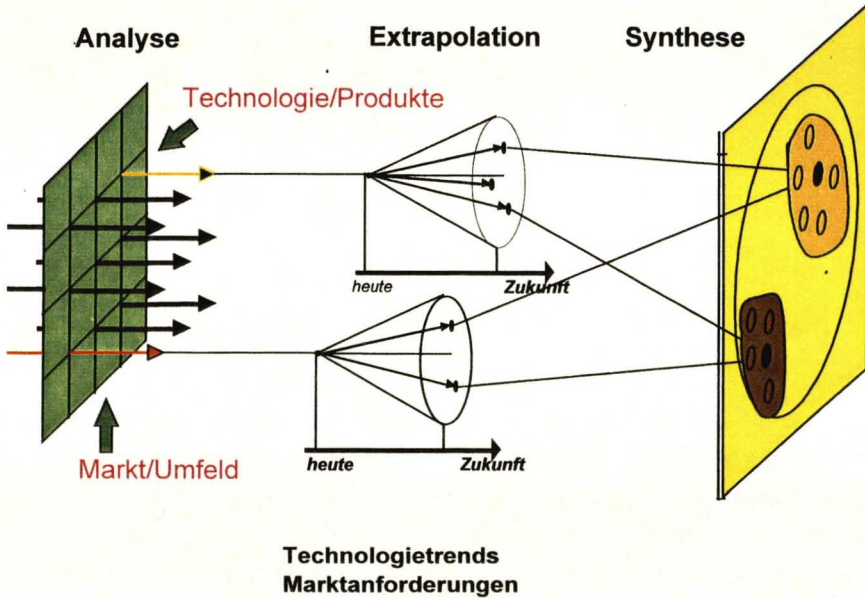 Analyse
Extrapolation
Synthese
Technologie/Produkte
heute
Zukunft
heute
Zukunft
Markt/Umfeld
Technologietrends
Marktanforderungen